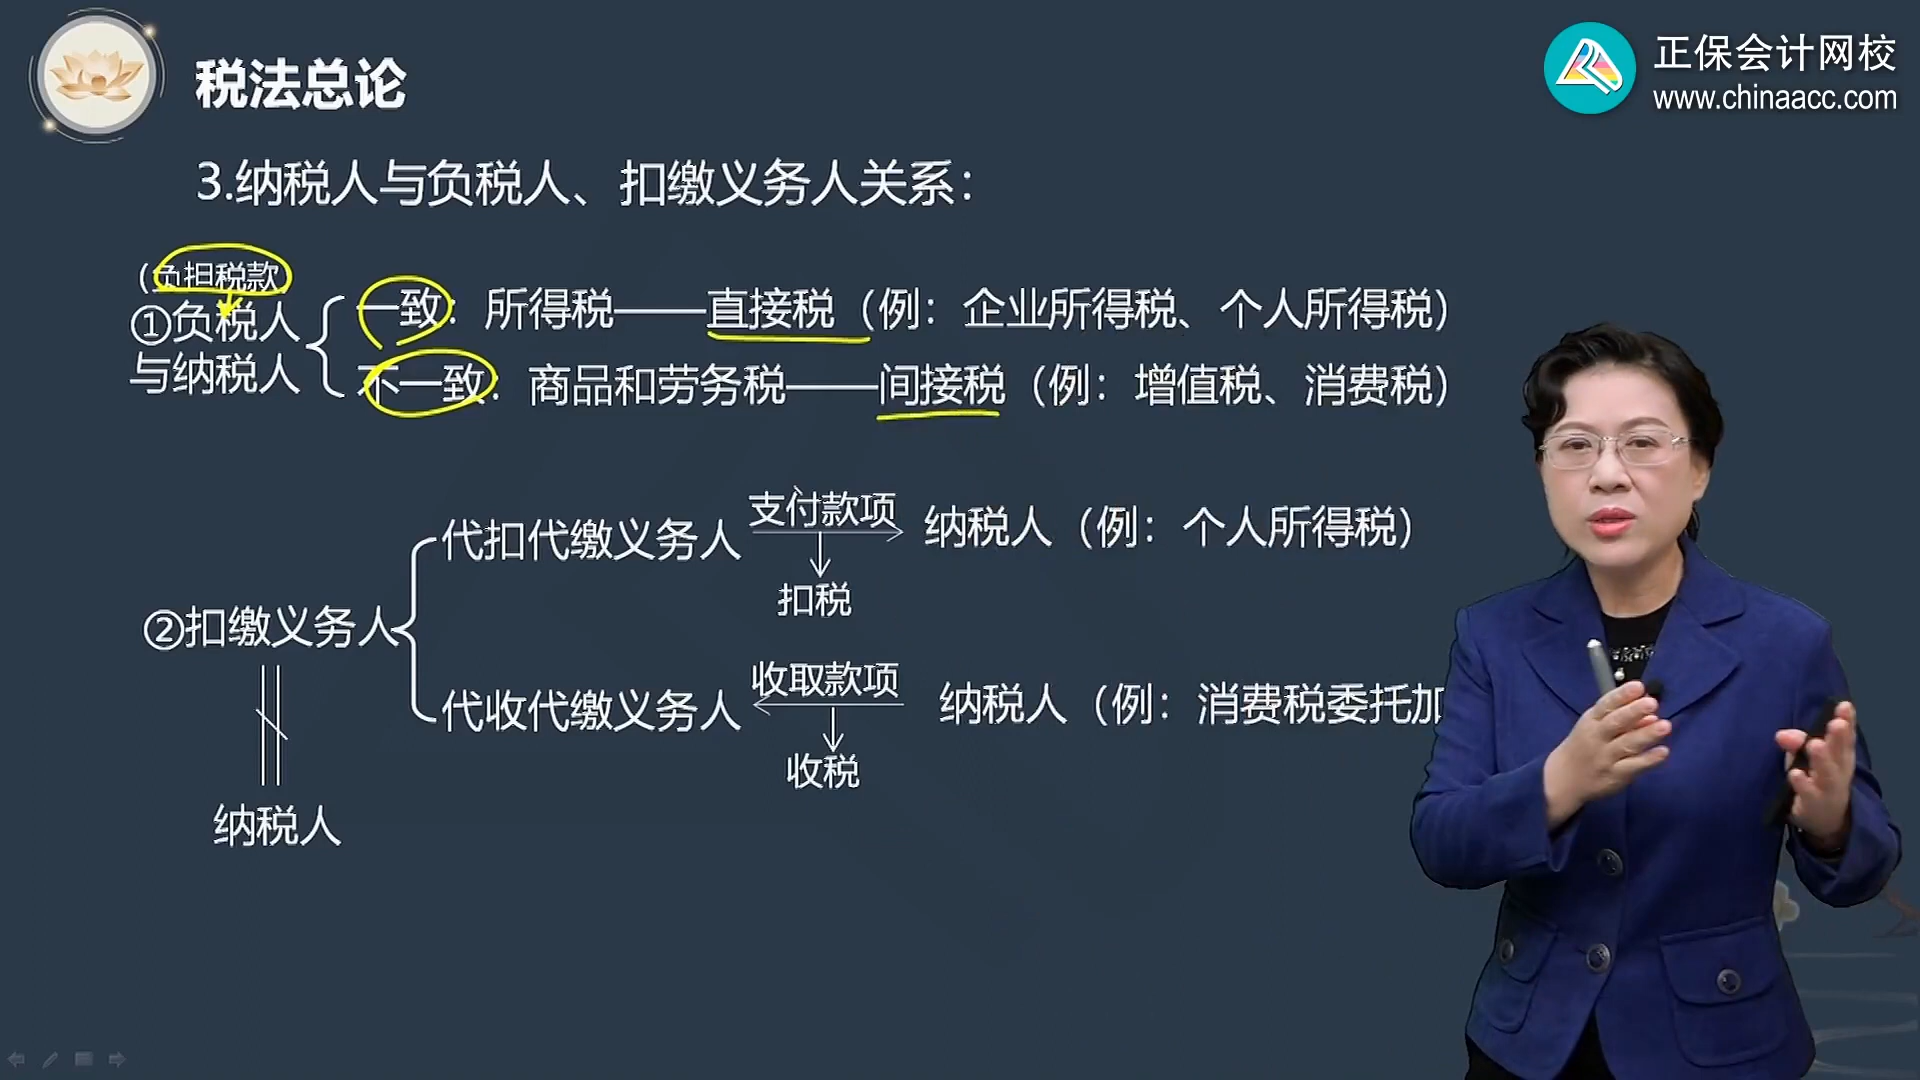 税法总论
正保会计网校
www.chinaacc.com
3.纳税人与负税人、扣缴义务人关系：
（负担税款）
①负税人
与纳税人
一致：所得税——直接税（例：企业所得税、个人所得税）
不一致：商品和劳务税——间接税（例：增值税、消费税）
②扣缴义务人
代扣代缴义务人
支付款项
扣税
纳税人（例：个人所得税）
代收代缴义务人
收取款项
收税
纳税人（例：消费税委托加
纳税人